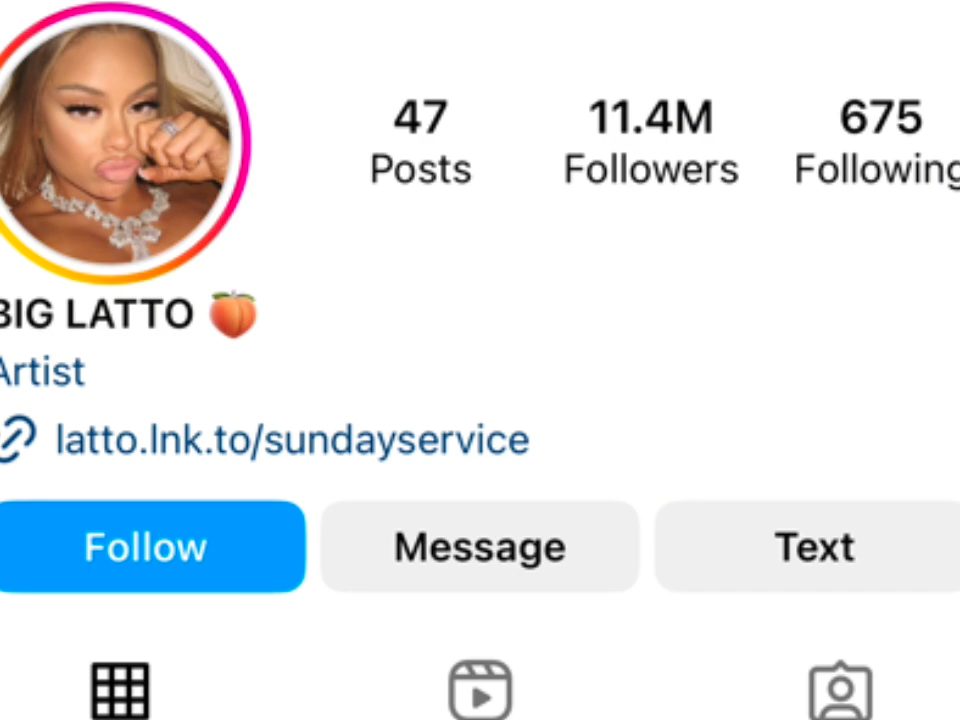 47 11.4M 675
Posts Followers Following
BIG LATTO 🍑
Artist
latto.lnk.to/sundayservice
Follow Message Text